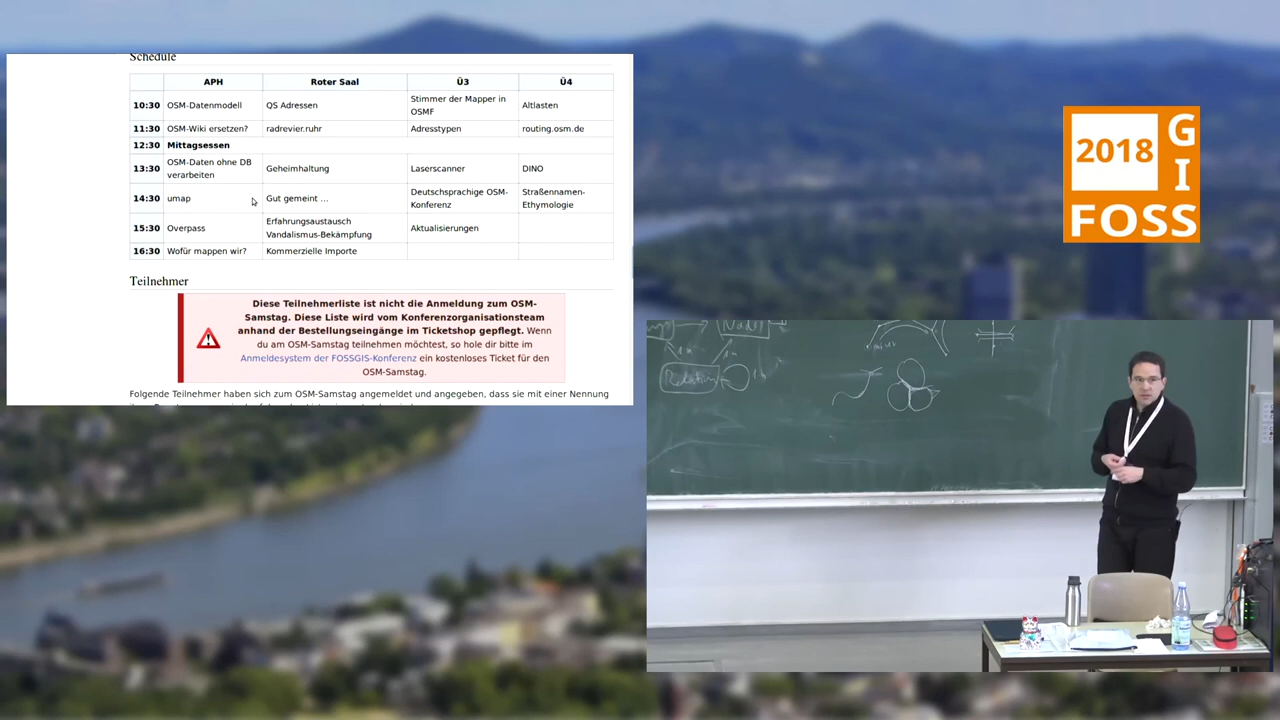 Schedule
APH Roter Saal Ü3 Ü4
10:30 OSM-Datenmodell QS Adressen Stimmer der Mapper in OSMF Altlasten
11:30 OSM-Wiki ersetzen? radrevier.ruhr Adresstypen routing.osm.de
12:30 Mittagsessen
13:30 OSM-Daten ohne DB verarbeiten Geheimhaltung Laserscanner DINO
14:30 umap Gut gemeint ... Deutschsprachige OSM-Konferenz Straßennamen-Ethymologie
15:30 Overpass Erfahrungsaustausch Vandalismus-Bekämpfung Aktualisierungen
16:30 Wofür mappen wir? Kommerzielle Importe
Teilnehmer
Diese Teilnehmerliste ist nicht die Anmeldung zum OSM-
Samstag. Diese Liste wird vom Konferenzorganisationsteam
anhand der Bestellungseingänge im Ticketshop gepflegt. Wenn
du am OSM-Samstag teilnehmen möchtest, so hole dir bitte im
Anmeldesystem der FOSSGIS-Konferenz ein kostenloses Ticket für den
OSM-Samstag.
Folgende Teilnehmer haben sich zum OSM-Samstag angemeldet und angegeben, dass sie mit einer Nennung
2018 GI
FOSS